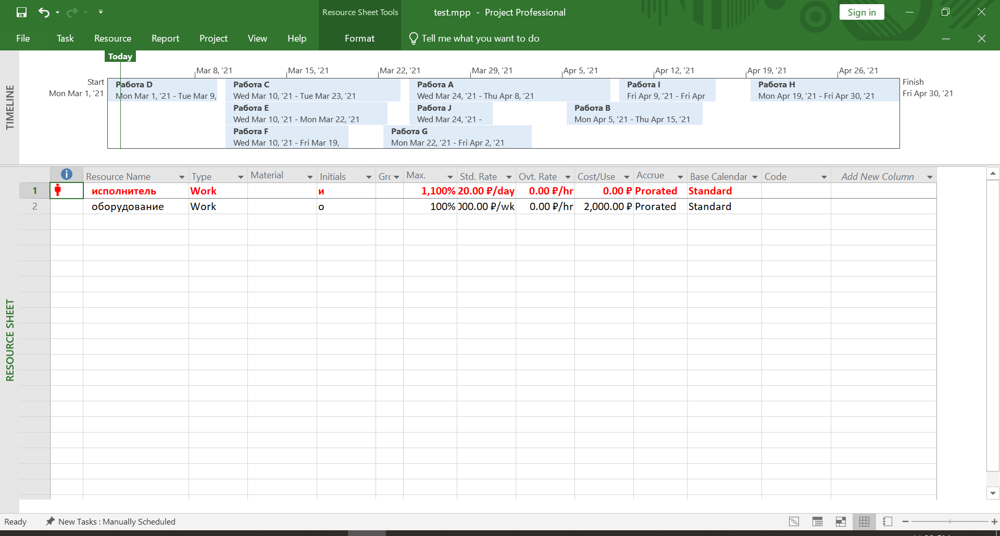 Resource Sheet Tools
test.mpp - Project Professional
Sign in
File Task Resource Report Project View Help Format Tell me what you want to do
Today
Mar 8, '21 Mar 15, '21 Mar 22, '21 Mar 29, '21 Apr 5, '21 Apr 12, '21 Apr 19, '21 Apr 26, '21
TIMELINE
Start
Mon Mar 1, '21
Работа D
Mon Mar 1, '21 - Tue Mar 9,
Работа C
Wed Mar 10, '21 - Tue Mar 23, '21
Работа A
Wed Mar 24, '21 - Thu Apr 8, '21
Работа I
Fri Apr 9, '21 - Fri Apr
Работа H
Mon Apr 19, '21 - Fri Apr 30, '21
Finish
Fri Apr 30, '21
Работа E
Wed Mar 10, '21 - Mon Mar 22, '21
Работа J
Wed Mar 24, '21 -
Работа B
Mon Apr 5, '21 - Thu Apr 15, '21
Работа F
Wed Mar 10, '21 - Fri Mar 19,
Работа G
Mon Mar 22, '21 - Fri Apr 2, '21
RESOURCE SHEET
Resource Name Type Material Initials Max. Std. Rate Ovt. Rate Cost/Use Accrue Base Calendar Code Add New Column
1 исполнитель Work и 1,100% 20.00 ₽/day 0.00 ₽/hr 0.00 ₽ Prorated Standard
2 оборудование Work о 100% 000.00 ₽/wk 0.00 ₽/hr 2,000.00 ₽ Prorated Standard
Ready New Tasks : Manually Scheduled